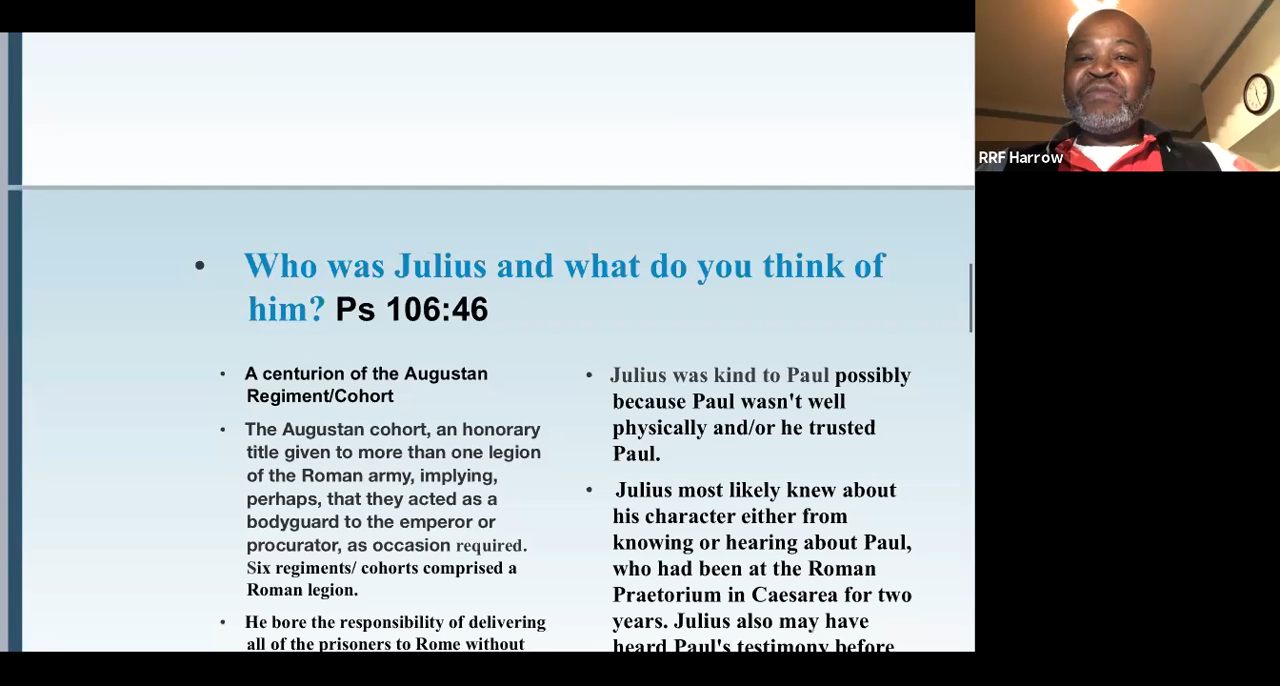 Who was Julius and what do you think of
him? Ps 106:46
A centurion of the Augustan
Regiment/Cohort
The Augustan cohort, an honorary
title given to more than one legion
of the Roman army, implying,
perhaps, that they acted as a
bodyguard to the emperor or
procurator, as occasion required.
Six regiments/ cohorts comprised a
Roman legion.
He bore the responsibility of delivering
all of the prisoners to Rome without
Julius was kind to Paul possibly
because Paul wasn't well
physically and/or he trusted
Paul.
Julius most likely knew about
his character either from
knowing or hearing about Paul,
who had been at the Roman
Praetorium in Caesarea for two
years. Julius also may have
heard Paul's testimony before
RRF Harrow